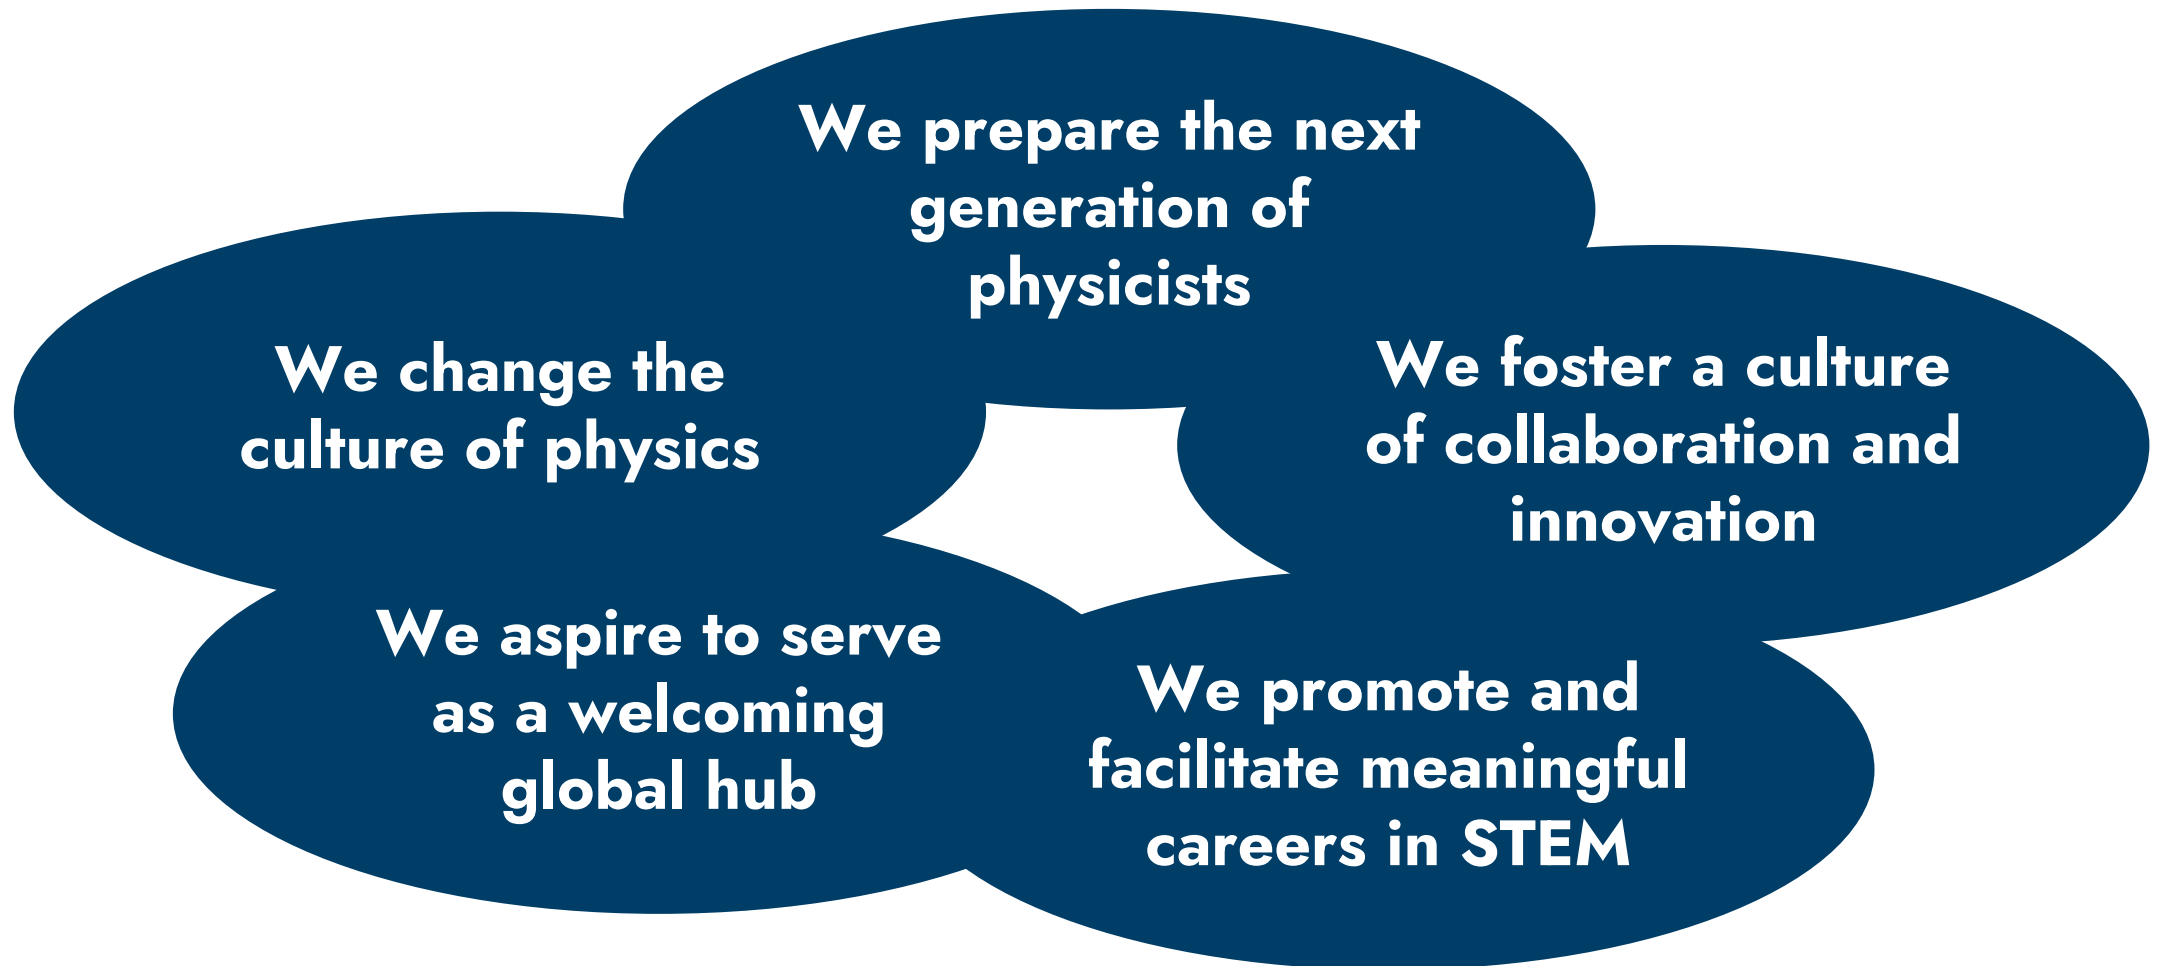 We prepare the next
generation of
physicists
We change the
culture of physics
We foster a culture
of collaboration and
innovation
We aspire to serve
as a welcoming
global hub
We promote and
facilitate meaningful
careers in STEM